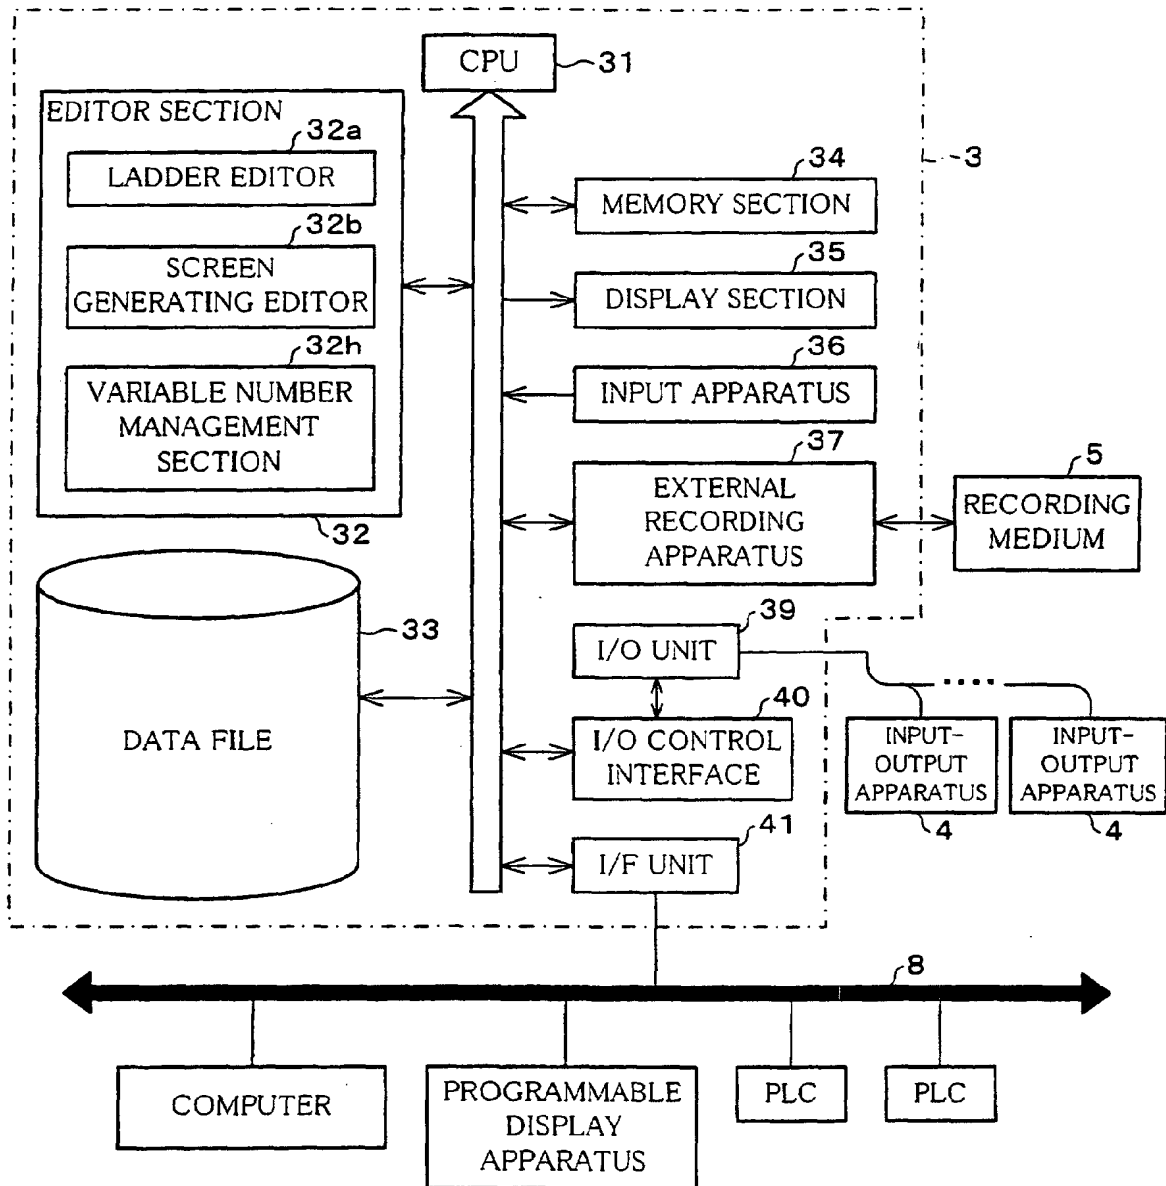 CPU
31
EDITOR SECTION
32a
LADDER EDITOR
32b
SCREEN
GENERATING EDITOR
32h
VARIABLE NUMBER
MANAGEMENT
SECTION
32
3
34
MEMORY SECTION
35
DISPLAY SECTION
36
INPUT APPARATUS
37
EXTERNAL
RECORDING
APPARATUS
5
RECORDING
MEDIUM
33
DATA FILE
39
I/O UNIT
40
I/O CONTROL
INTERFACE
INPUT-
OUTPUT
APPARATUS
4
INPUT-
OUTPUT
APPARATUS
4
41
I/F UNIT
8
COMPUTER
PROGRAMMABLE
DISPLAY
APPARATUS
PLC
PLC